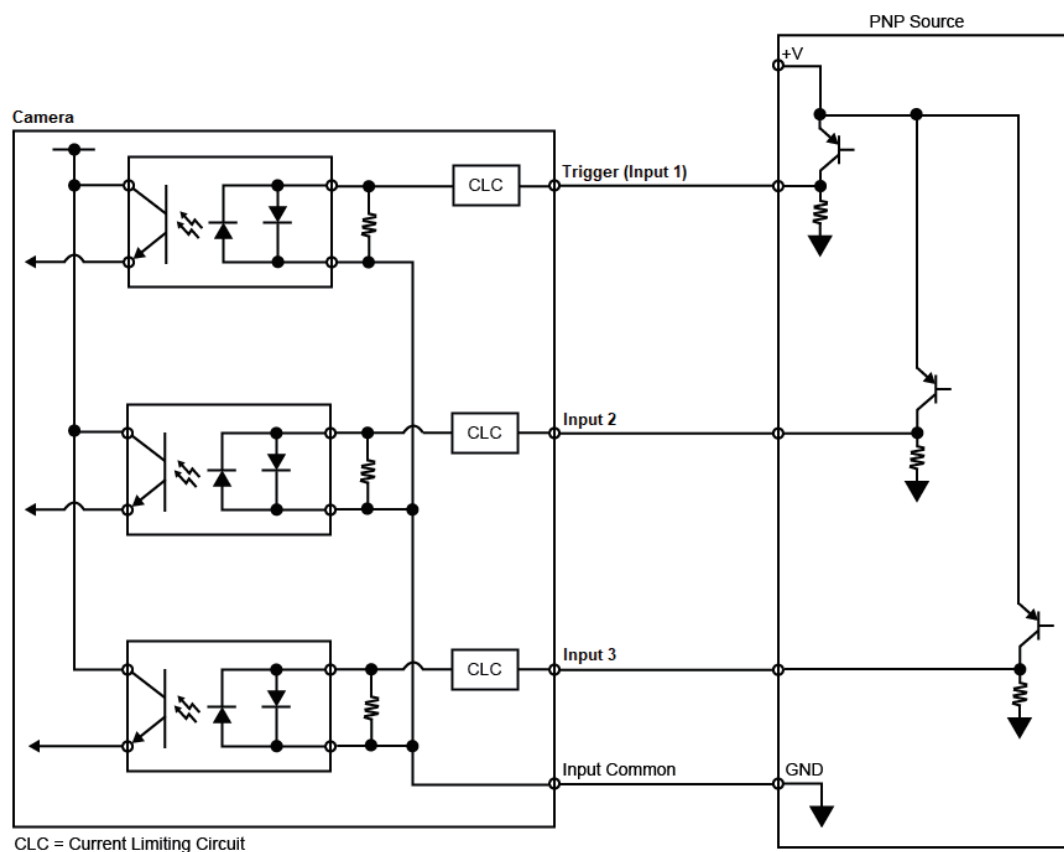 PNP Source
+V
Camera
CLC
Trigger (Input 1)
CLC
Input 2
CLC
Input 3
Input Common
GND
CLC = Current Limiting Circuit